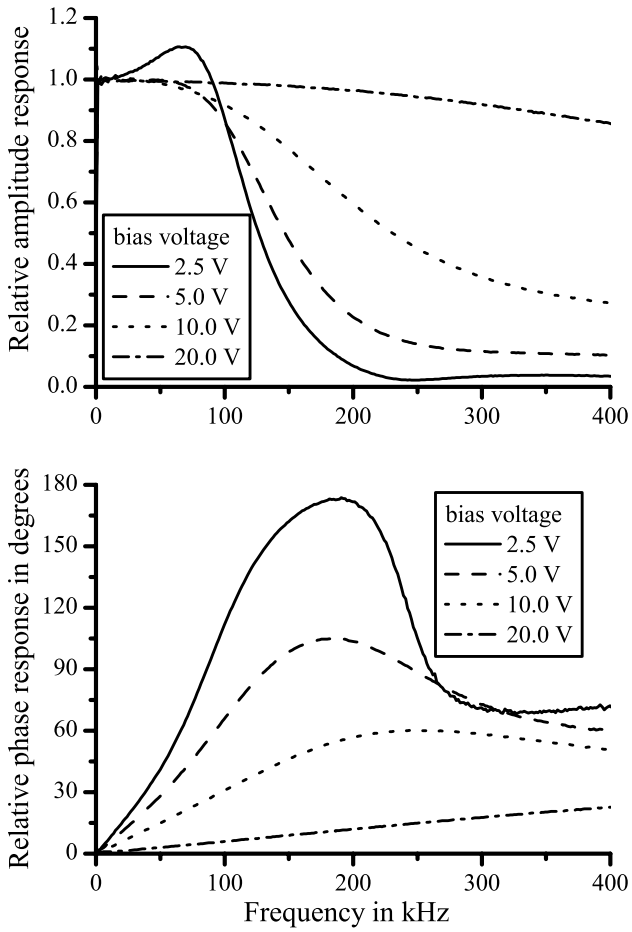 Relative amplitude response
1.2
1.0
0.8
0.6
0.4
0.2
0.0
bias voltage
2.5 V
5.0 V
10.0 V
20.0 V
0
100
200
300
400
Relative phase response in degrees
180
150
120
90
60
30
0
bias voltage
2.5 V
5.0 V
10.0 V
20.0 V
0
100
200
300
400
Frequency in kHz